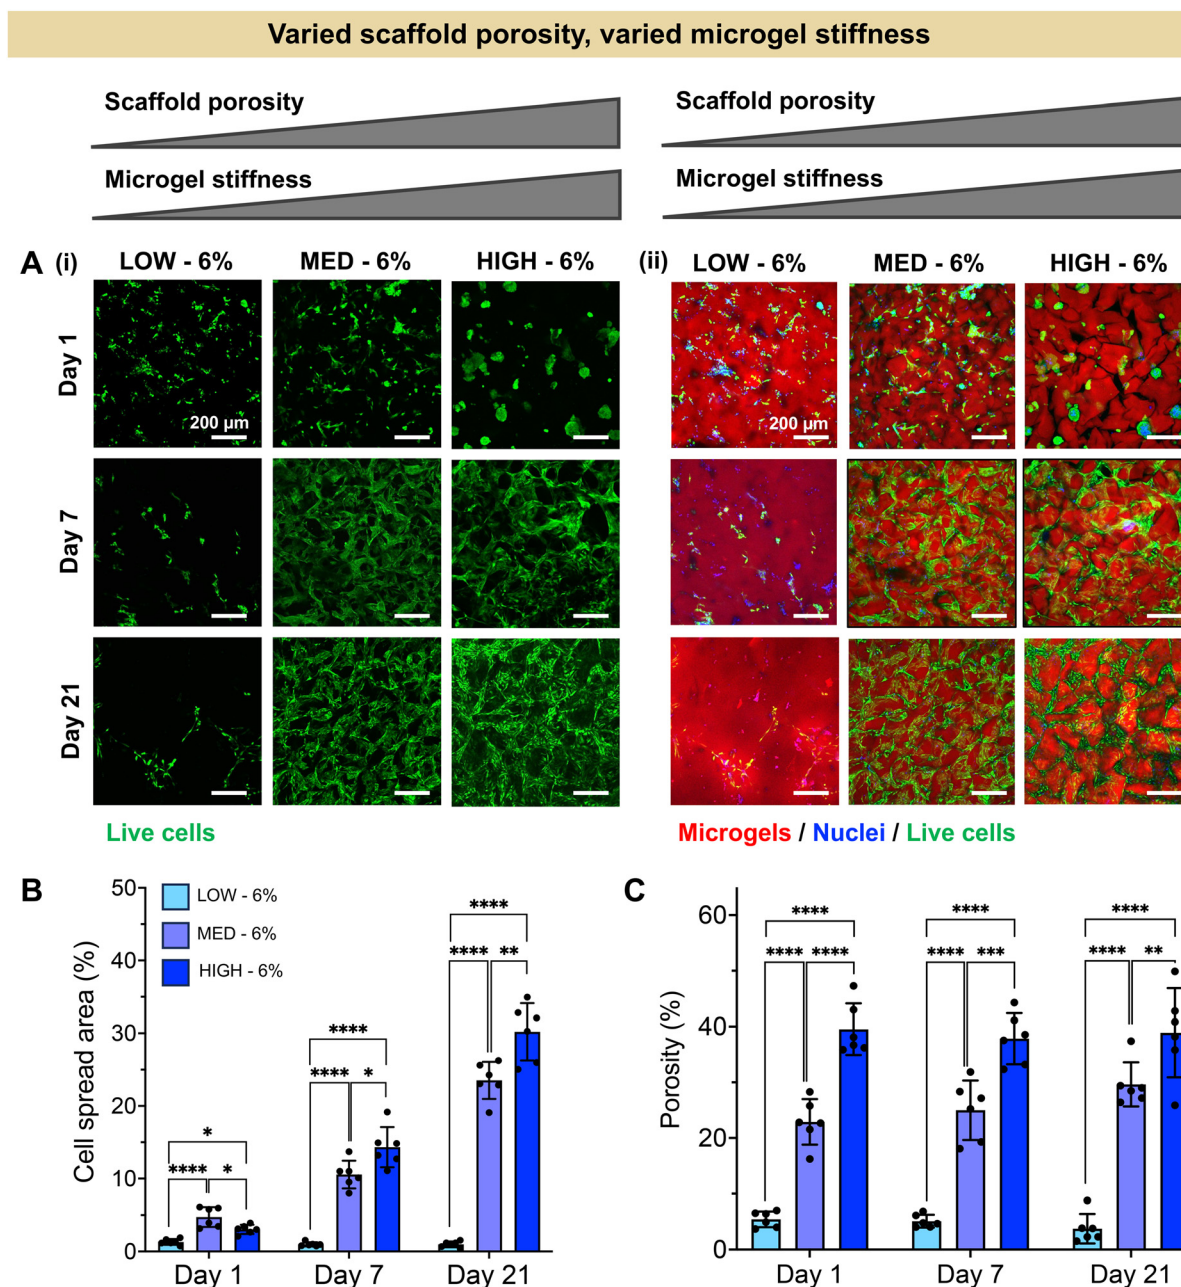 Varied scaffold porosity, varied microgel stiffness
Scaffold porosity
Microgel stiffness
Scaffold porosity
Microgel stiffness
A (i) LOW - 6% MED - 6% HIGH - 6%
(ii) LOW - 6% MED - 6% HIGH - 6%
Day 1
200 µm
200 µm
Day 7
Day 21
Live cells
Microgels / Nuclei / Live cells
B
LOW - 6%
MED - 6%
HIGH - 6%
Cell spread area (%)
50
40
30
20
10
0
* **** *
**** **** *
**** **** **
Day 1 Day 7 Day 21
C
Porosity (%)
60
40
20
0
**** **** ****
**** **** ***
**** **** **
Day 1 Day 7 Day 21